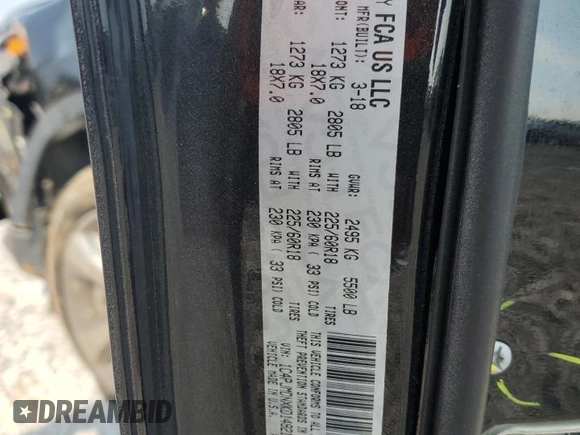 Y FCA US LLC
MFR(BUILT): 3-18 GVWR: 2495 KG 5500 LB
ONT: 1273 KG 2805 LB WITH 225/60R18 TIRES
18X7.0 RIMS AT 230 KPA ( 33 PSI) COLD
AR: 1273 KG 2805 LB WITH 225/60R18 TIRES
18X7.0 RIMS AT 230 KPA ( 33 PSI) COLD
THIS VEHICLE CONFORMS TO
THEFT PREVENTION STANDARDS
VIN:
VEHICLE MADE IN U.S.A
DREAMBID